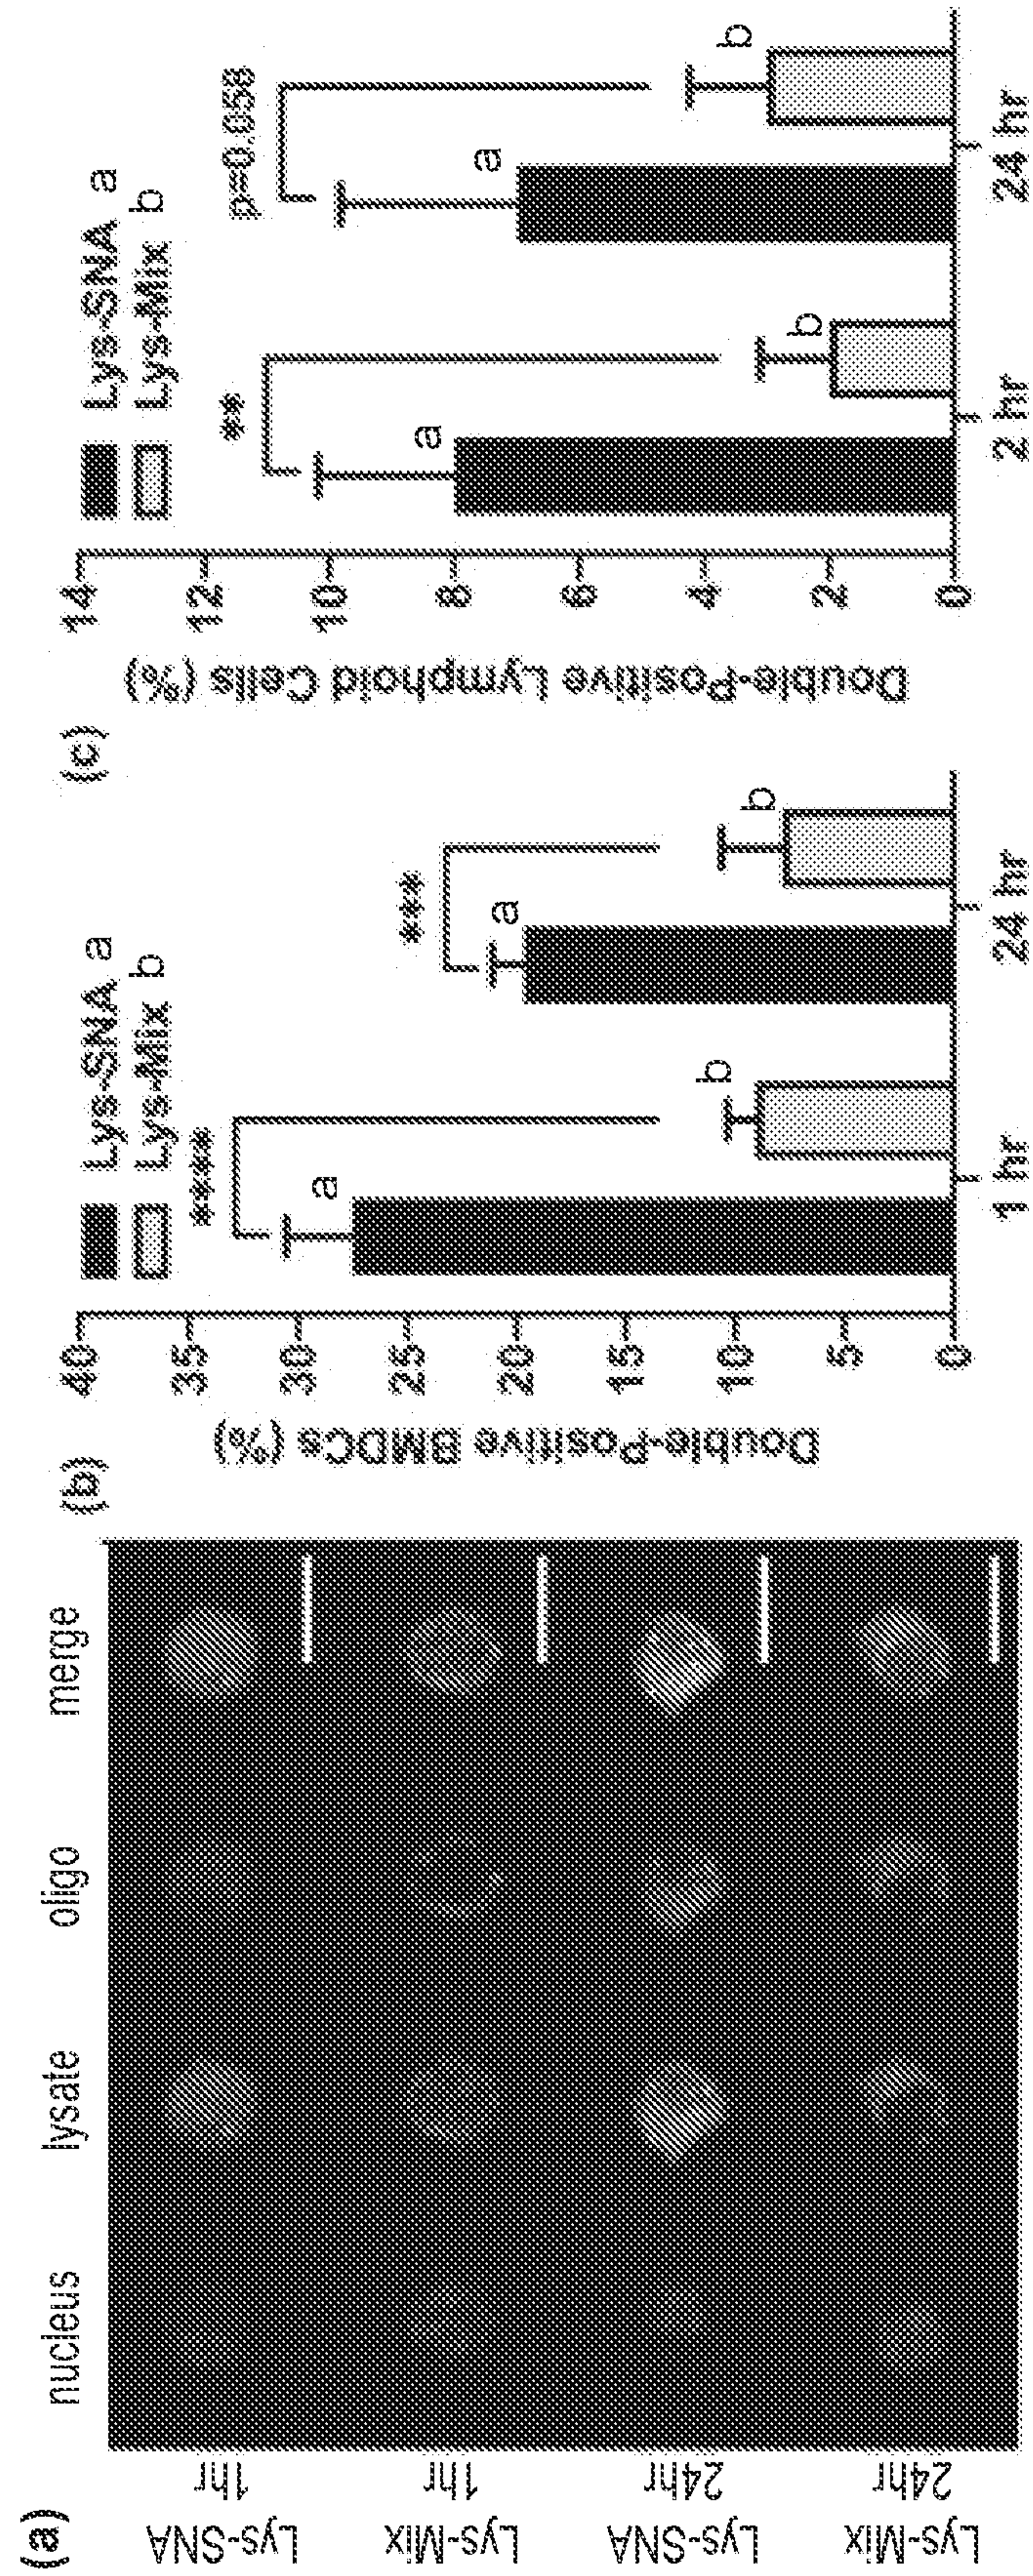 (a)
nucleus
lysate
oligo
merge
Lys-SNA
1hr
Lys-Mix
1hr
Lys-SNA
24hr
Lys-Mix
24hr
(b)
Double-Positive BMDCs (%)
40
35
30
25
20
15
10
5
0
Lys-SNA a
Lys-Mix b
****
a
b
***
a
b
1 hr
24 hr
(c)
Double-Positive Lymphoid Cells (%)
14
12
10
8
6
4
2
0
Lys-SNA a
Lys-Mix b
**
a
b
p=0.058
a
b
2 hr
24 hr